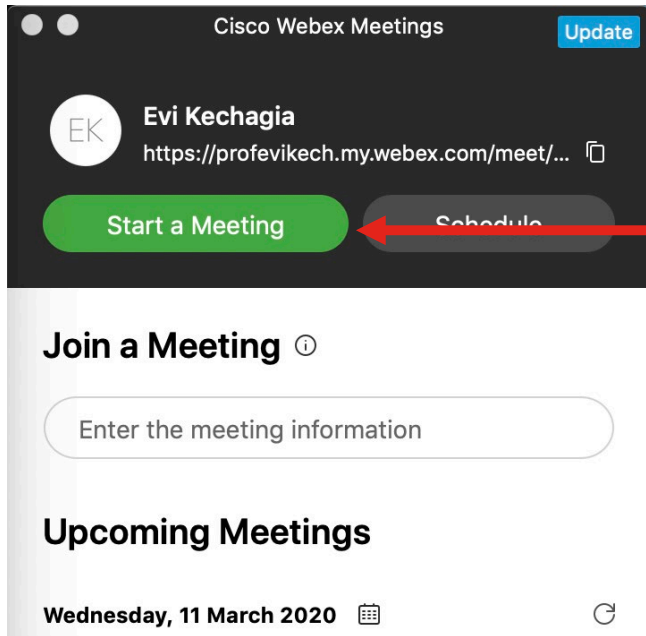 Cisco Webex Meetings
Update
EK
Evi Kechagia
https://profevikech.my.webex.com/meet/...
Start a Meeting
Schedule
Join a Meeting
Enter the meeting information
Upcoming Meetings
Wednesday, 11 March 2020